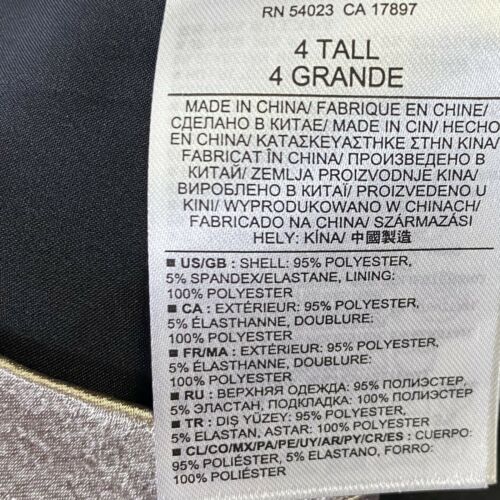 RN 54023 CA 17897
4 TALL
4 GRANDE
MADE IN CHINA/ FABRIQUE EN CHINE/
СДЕЛАНО В КИТАЕ/ MADE IN CIN/ HECHO
EN CHINA/ ΚΑΤΑΣΚΕΥΑΣΤΗΚΕ ΣΤΗΝ ΚΙΝΑ/
FABRICAT ÎN CHINA/ ПРОИЗВЕДЕНО В
КИТАЙ/ ZEMLJA PROIZVODNJE KINA/
ВИРОБЛЕНО В КИТАЇ/ PROIZVEDENO U
KINI/ WYPRODUKOWANO W CHINACH/
FABRICADO NA CHINA/ SZÁRMAZÁSI
HELY: KÍNA/ 中國製造
■ US/GB : SHELL: 95% POLYESTER,
5% SPANDEX/ELASTANE, LINING:
100% POLYESTER
■ CA : EXTÉRIEUR: 95% POLYESTER,
5% ÉLASTHANNE, DOUBLURE:
100% POLYESTER
■ FR/MA : EXTÉRIEUR: 95% POLYESTER,
5% ÉLASTHANNE, DOUBLURE:
100% POLYESTER
■ RU : ВЕРХНЯЯ ОДЕЖДА: 95% ПОЛИЭСТЕР,
5% ЭЛАСТАН, ПОДКЛАДКА: 100% ПОЛИЭСТЕР
■ TR : DIŞ YÜZEY: 95% POLYESTER,
5% ELASTAN, ASTAR: 100% POLYESTER
■ CL/CO/MX/PA/PE/UY/AR/PY/CR/ES : CUERPO:
95% POLIÉSTER, 5% ELASTANO, FORRO:
100% POLIÉSTER